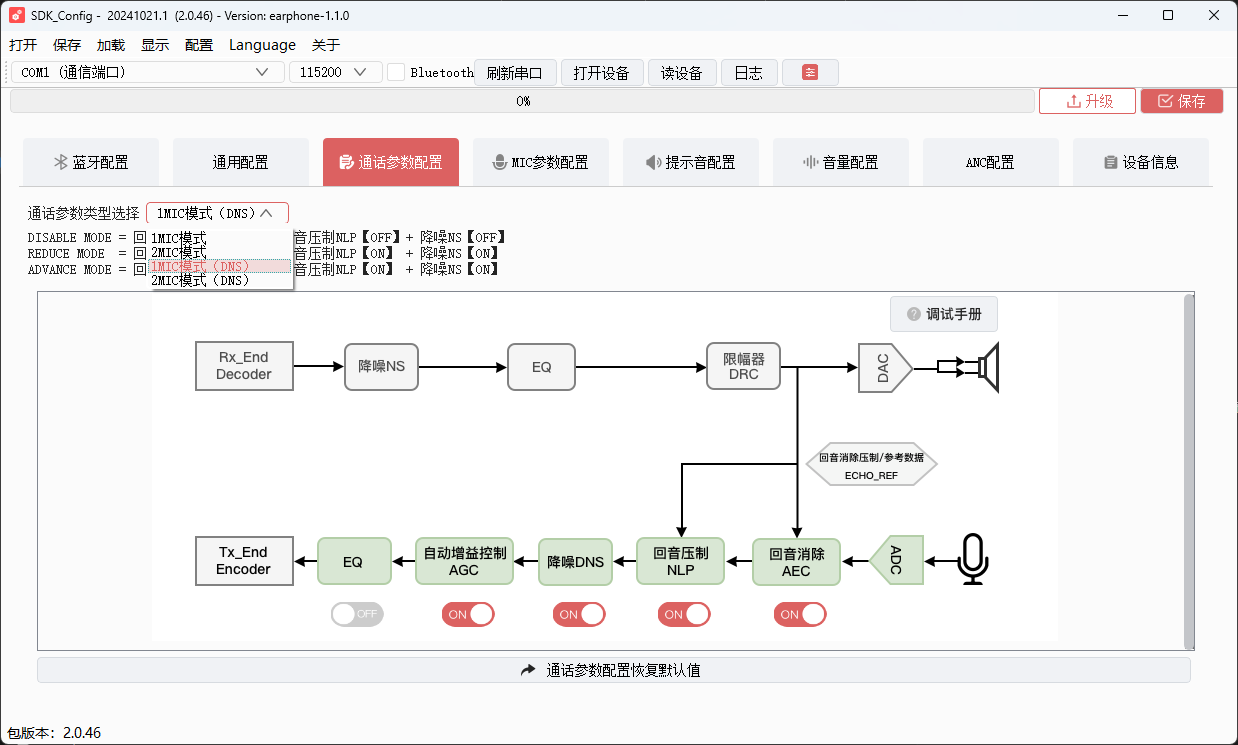 SDK_Config - 20241021.1 (2.0.46) - Version: earphone-1.1.0
打开 保存 加载 显示 配置 Language 关于
COM1 (通信端口) 115200 Bluetooth 刷新串口 打开设备 读设备 日志
0% 升级 保存
蓝牙配置 通用配置 通话参数配置 MIC参数配置 提示音配置 音量配置 ANC配置 设备信息
通话参数类型选择 1MIC模式（DNS）
DISABLE MODE = 回 1MIC模式 音压制NLP【OFF】+ 降噪NS【OFF】
REDUCE MODE = 回 2MIC模式 音压制NLP【ON】 + 降噪NS【ON】
ADVANCE MODE = 回 1MIC模式（DNS） 音压制NLP【ON】 + 降噪NS【ON】
2MIC模式（DNS）
调试手册
Rx_End
Decoder
降噪NS
EQ
限幅器
DRC
DAC
回音消除压制/参考数据
ECHO_REF
Tx_End
Encoder
EQ
自动增益控制
AGC
降噪DNS
回音压制
NLP
回音消除
AEC
ADC
OFF ON ON ON ON
通话参数配置恢复默认值
包版本：2.0.46